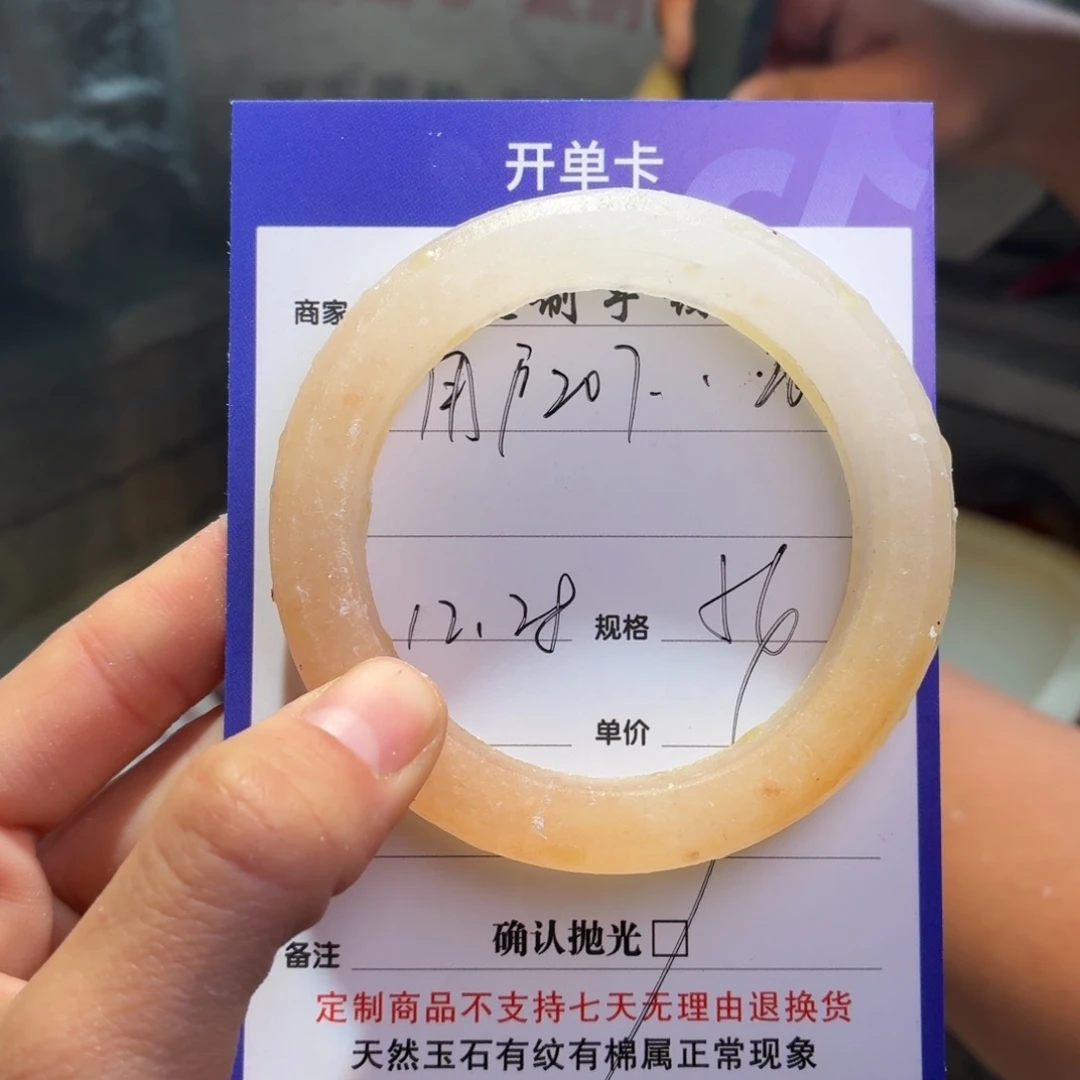 开单卡
商家
用户207...20
12.28 规格 56
单价
确认抛光
备注
定制商品不支持七天无理由退换货
天然玉石有纹有棉属正常现象